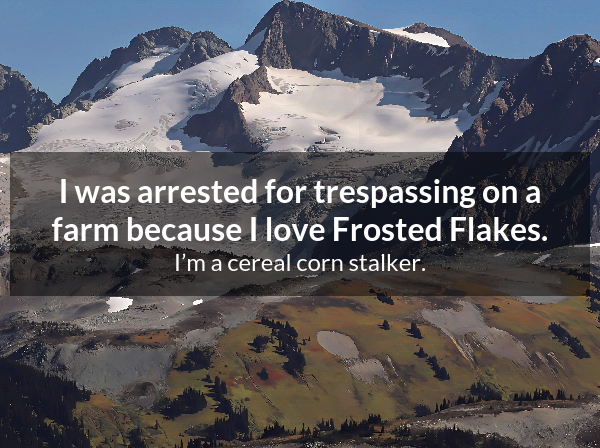 I was arrested for trespassing on a
farm because I love Frosted Flakes.
I’m a cereal corn stalker.